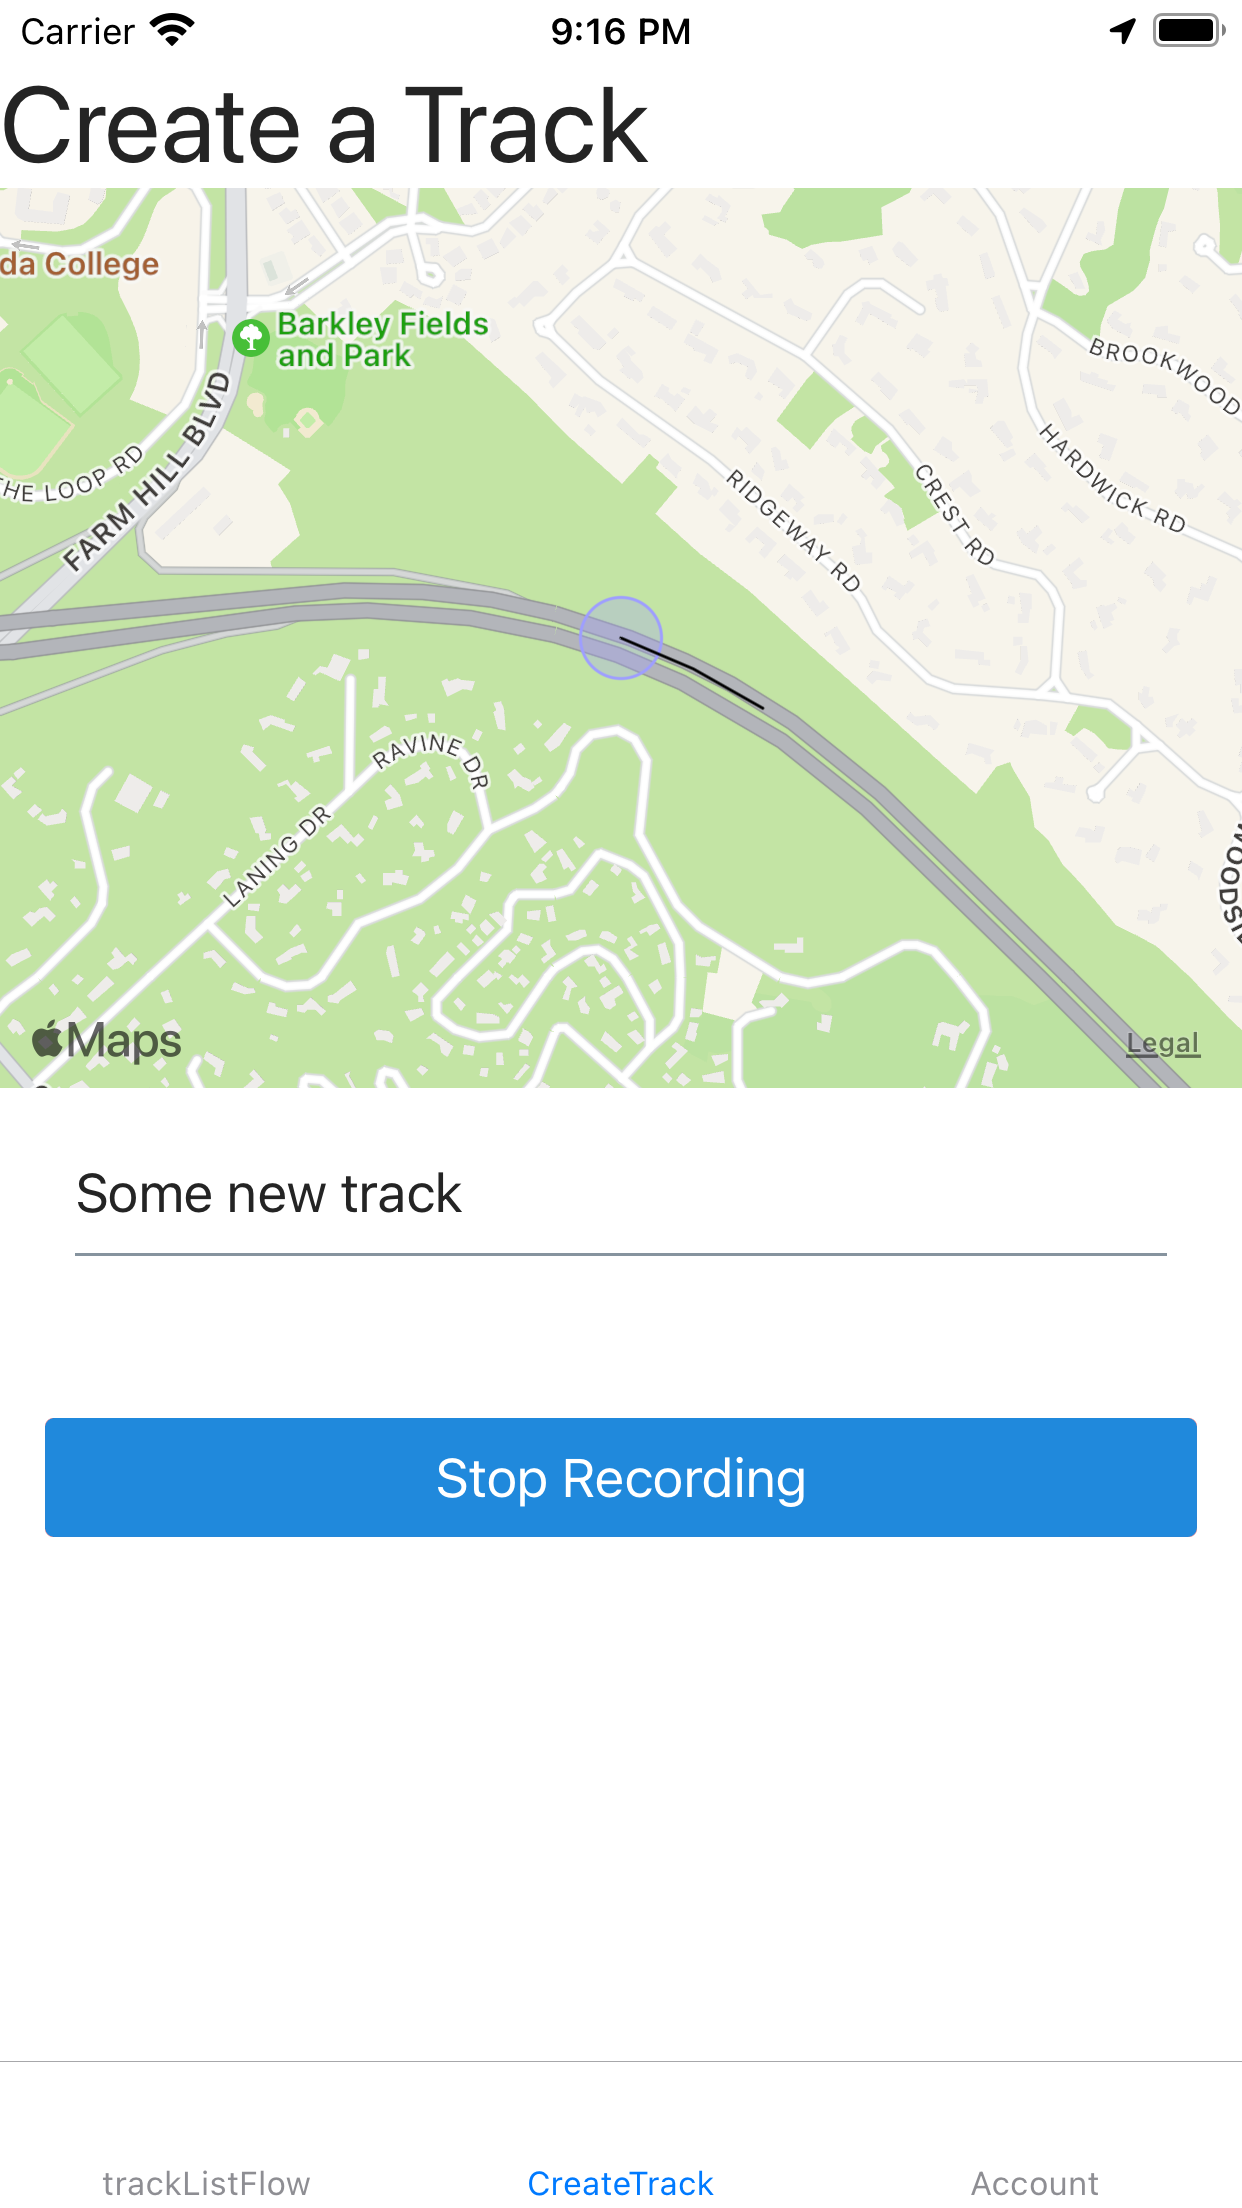 Carrier 9:16 PM
Create a Track
da College
Barkley Fields
and Park
BROOKWOOD
THE LOOP RD
FARM HILL BLVD
HARDWICK RD
CREST RD
RIDGEWAY RD
RAVINE DR
LANING DR
WOODSI
Maps
Legal
Some new track
Stop Recording
trackListFlow CreateTrack Account